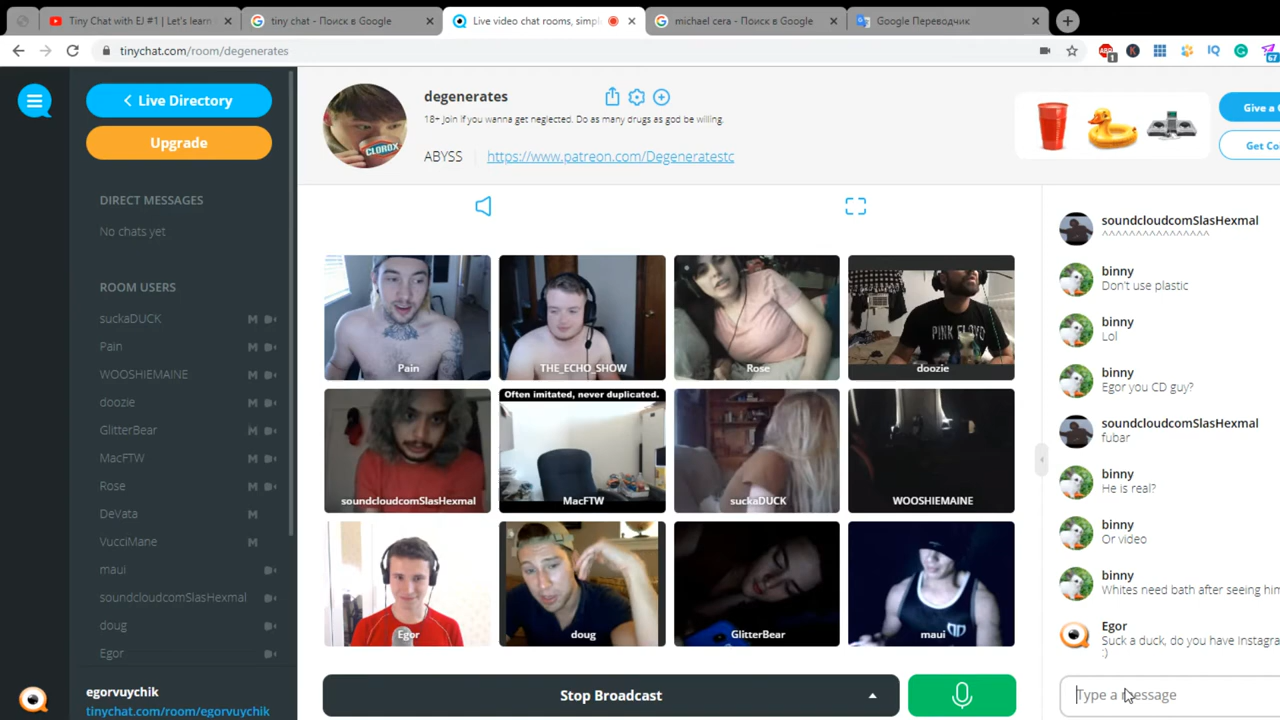 Tiny Chat with EJ #1 | Let's learn
tiny chat - Поиск в Google
Live video chat rooms, simpl
michael cera - Поиск в Google
Google Переводчик
tinychat.com/room/degenerates
ABP
1
K
IQ
G
67
Live Directory
Upgrade
DIRECT MESSAGES
No chats yet
ROOM USERS
suckaDUCK M
Pain M
WOOSHIEMAINE M
doozie M
GlitterBear M
MacFTW M
Rose M
DeVata M
VucciMane M
maui
soundcloudcomSlasHexmal
doug
Egor
egorvuychik
tinychat.com/room/egorvuychik
CLOROX
degenerates
18+ Join if you wanna get neglected. Do as many drugs as god be willing.
ABYSS
https://www.patreon.com/Degeneratestc
Give a G
Get Co
Pain
THE_ECHO_SHOW
Rose
PINK FLOYD
doozie
soundcloudcomSlasHexmal
Often imitated, never duplicated.
MacFTW
suckaDUCK
WOOSHIEMAINE
Egor
doug
GlitterBear
maui
Stop Broadcast
soundcloudcomSlasHexmal
^^^^^^^^^^^^^^^^
binny
Don't use plastic
binny
Lol
binny
Egor you CD guy?
soundcloudcomSlasHexmal
fubar
binny
He is real?
binny
Or video
binny
Whites need bath after seeing him
Egor
Suck a duck, do you have Instagra
:)
Type a message